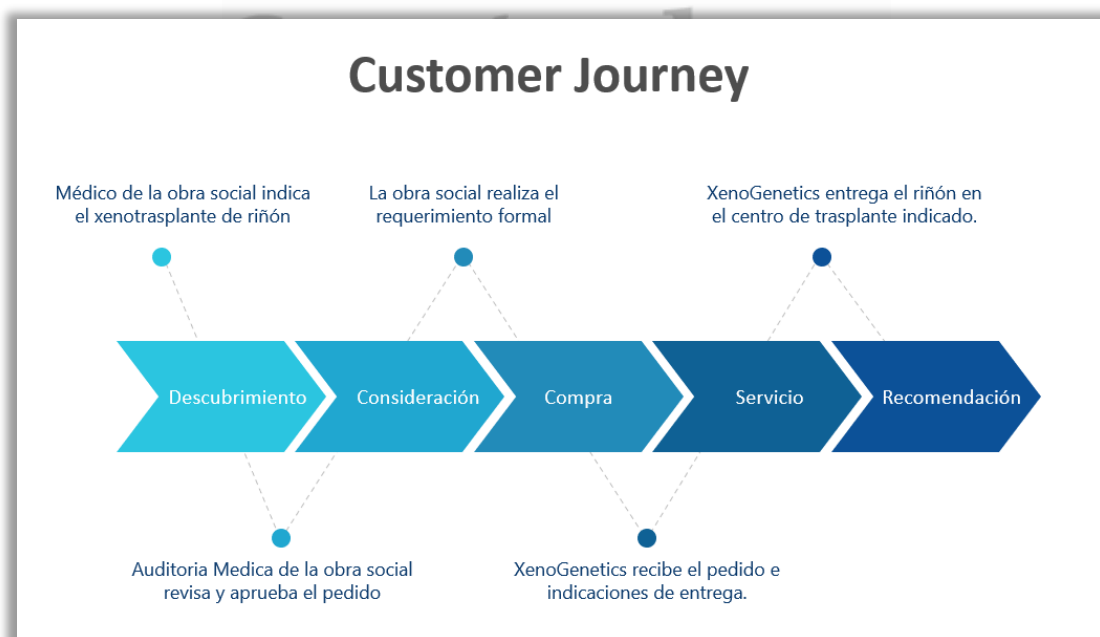 Customer Journey
Médico de la obra social indica
el xenotrasplante de riñón
La obra social realiza el
requerimiento formal
XenoGenetics entrega el riñón en
el centro de trasplante indicado.
Descubrimiento
Consideración
Compra
Servicio
Recomendación
Auditoria Medica de la obra social
revisa y aprueba el pedido
XenoGenetics recibe el pedido e
indicaciones de entrega.